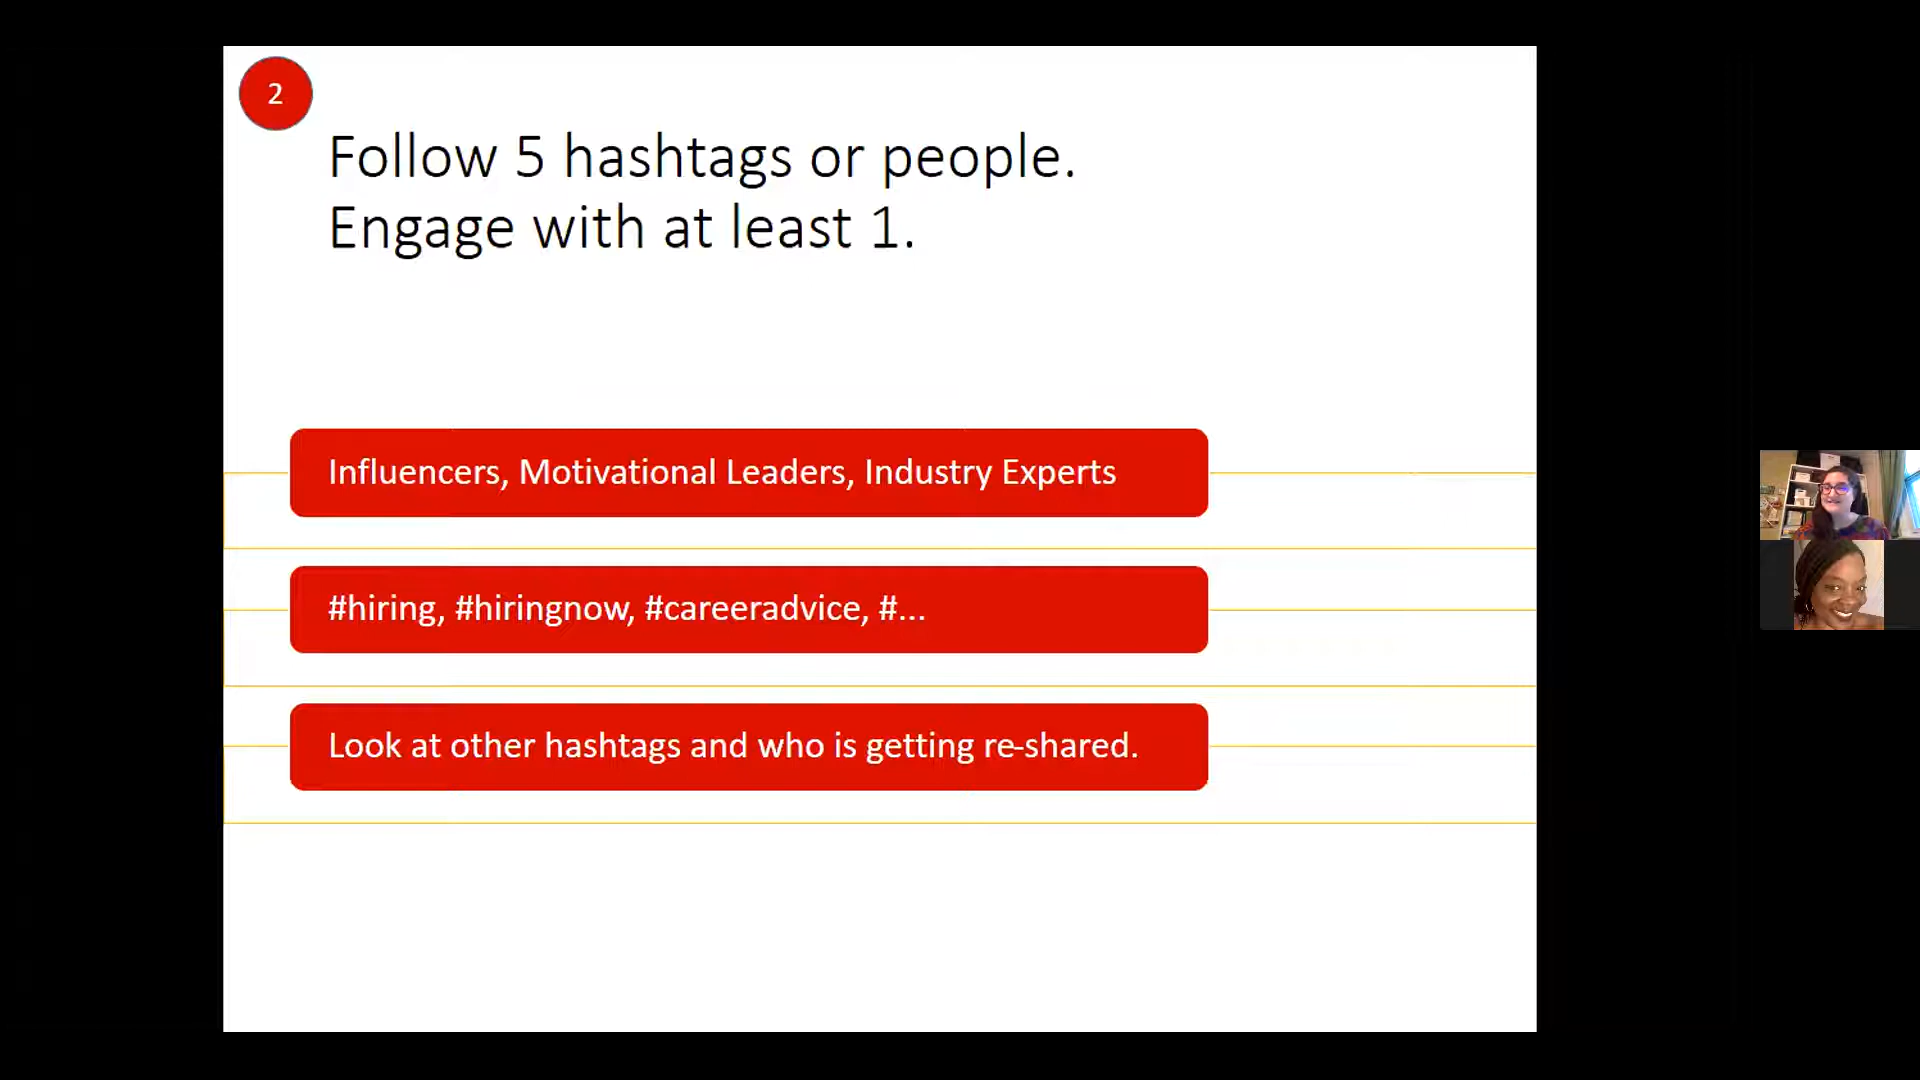 2
Follow 5 hashtags or people.
Engage with at least 1.
Influencers, Motivational Leaders, Industry Experts
#hiring, #hiringnow, #careeradvice, #...
Look at other hashtags and who is getting re-shared.